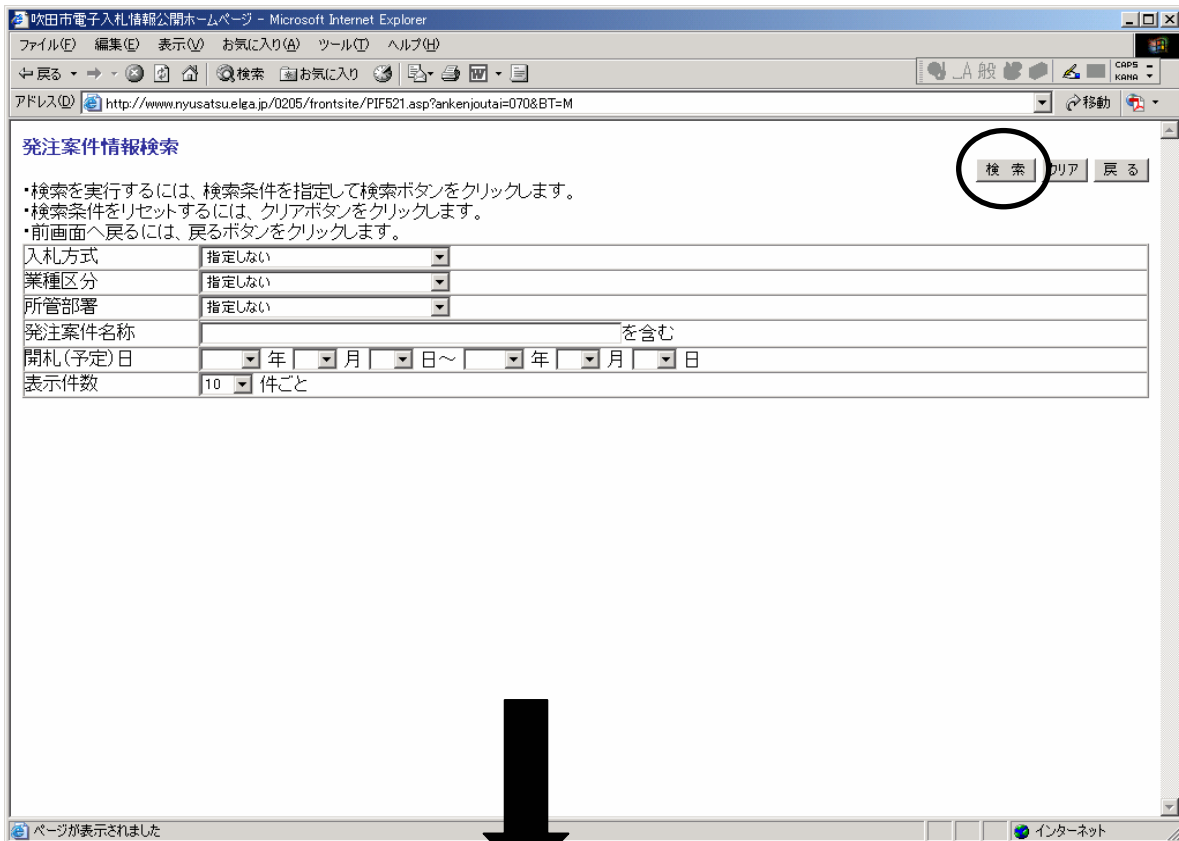 吹田市電子入札情報公開ホームページ - Microsoft Internet Explorer
ファイル(F) 編集(E) 表示(V) お気に入り(A) ツール(T) ヘルプ(H)
戻る 検索 お気に入り A 般 CAPS KANA
アドレス(D) http://www.nyusatsu.elga.jp/0205/frontsite/PIF521.asp?ankenjoutai=070&BT=M 移動
発注案件情報検索
検 索 クリア 戻 る
・検索を実行するには、検索条件を指定して検索ボタンをクリックします。
・検索条件をリセットするには、クリアボタンをクリックします。
・前画面へ戻るには、戻るボタンをクリックします。
入札方式 指定しない
業種区分 指定しない
所管部署 指定しない
発注案件名称 を含む
開札(予定)日 年 月 日～ 年 月 日
表示件数 10 件ごと
ページが表示されました インターネット